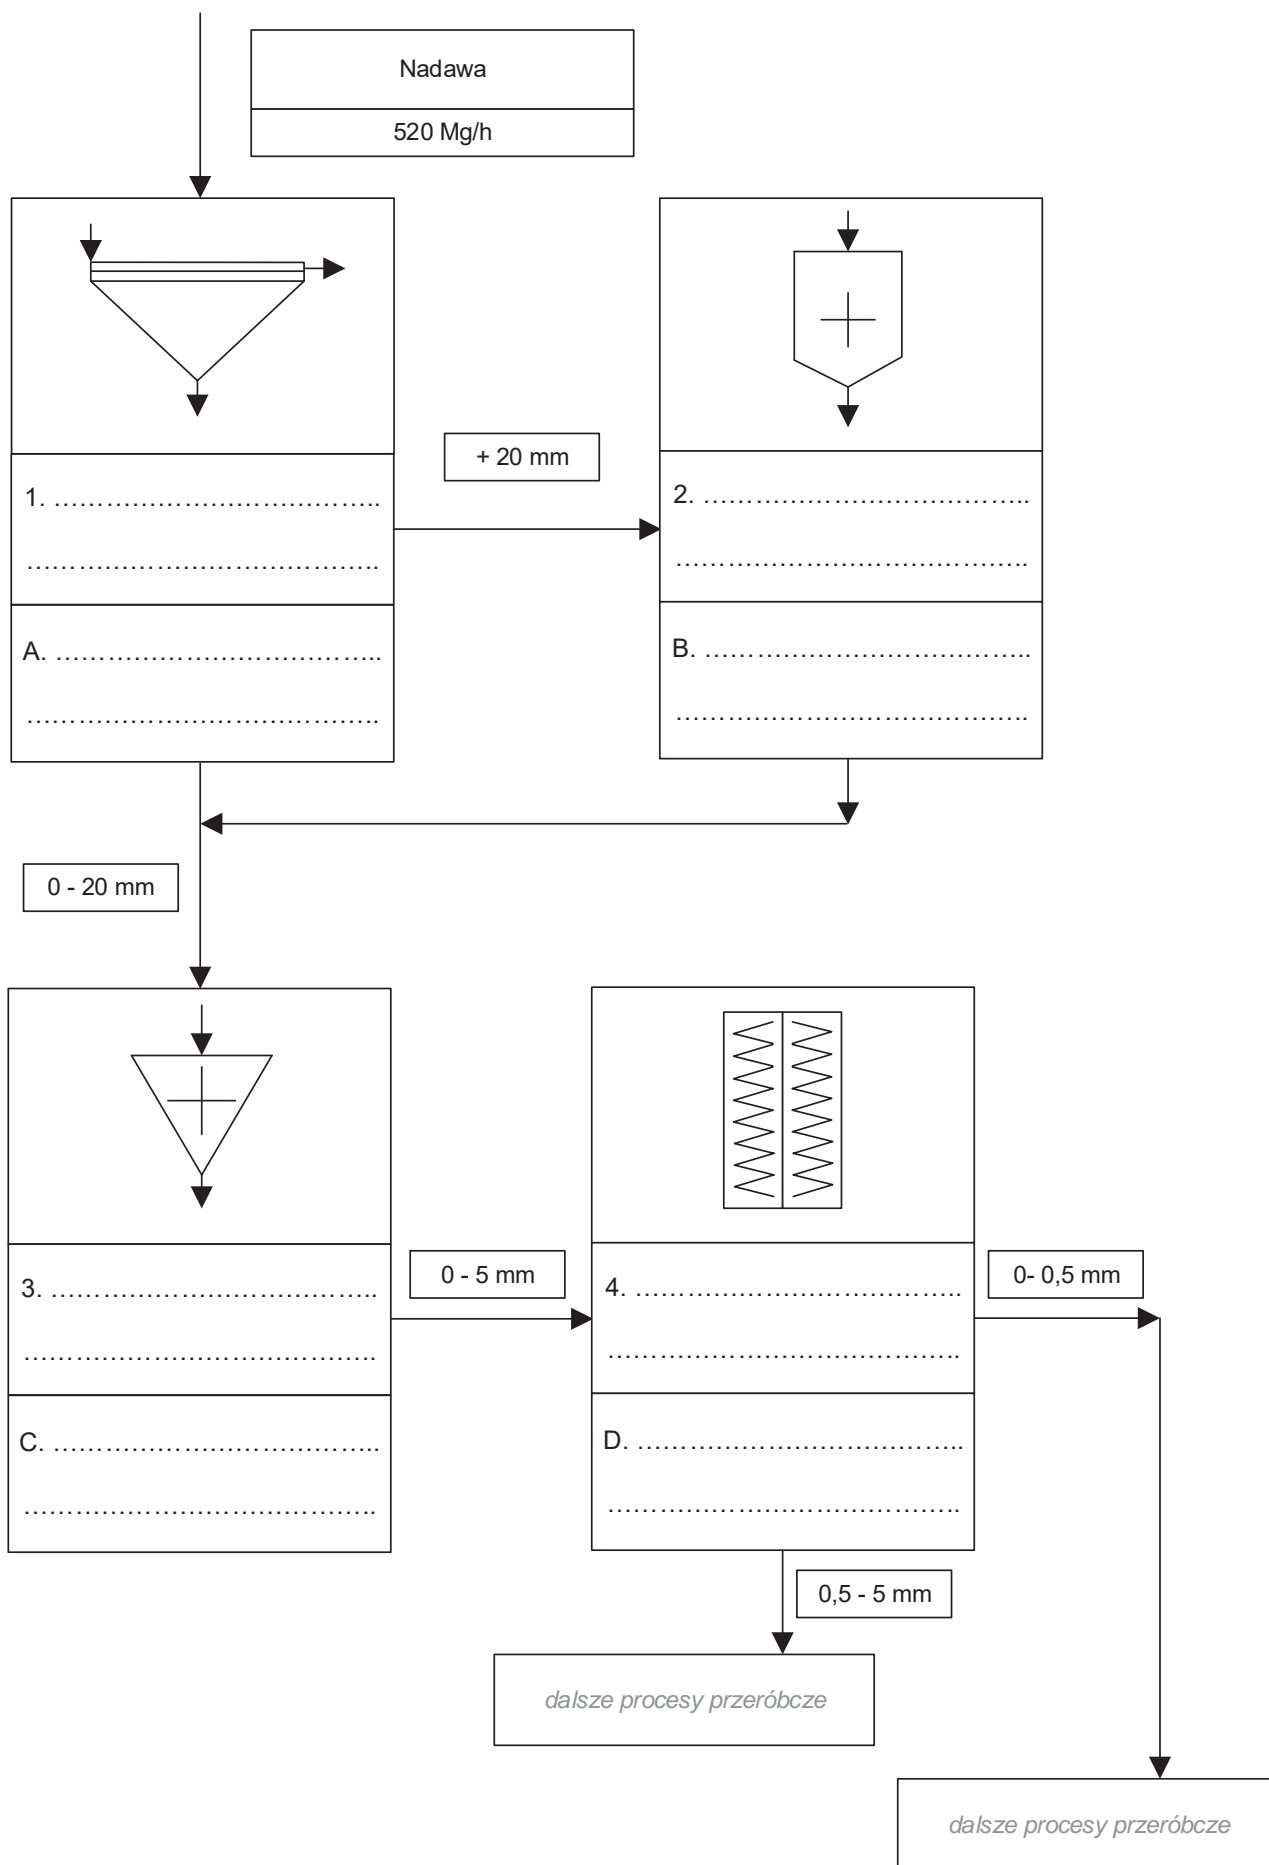 Nadawa
520 Mg/h
+ 20 mm
1. …………………………………..
……………………………………..
2. …………………………………..
……………………………………..
A. …………………………………..
……………………………………..
B. …………………………………..
……………………………………..
0 - 20 mm
0 - 5 mm
0- 0,5 mm
3. …………………………………..
……………………………………..
4. …………………………………..
……………………………………..
C. …………………………………..
……………………………………..
D. …………………………………..
……………………………………..
0,5 - 5 mm
dalsze procesy przeróbcze
dalsze procesy przeróbcze